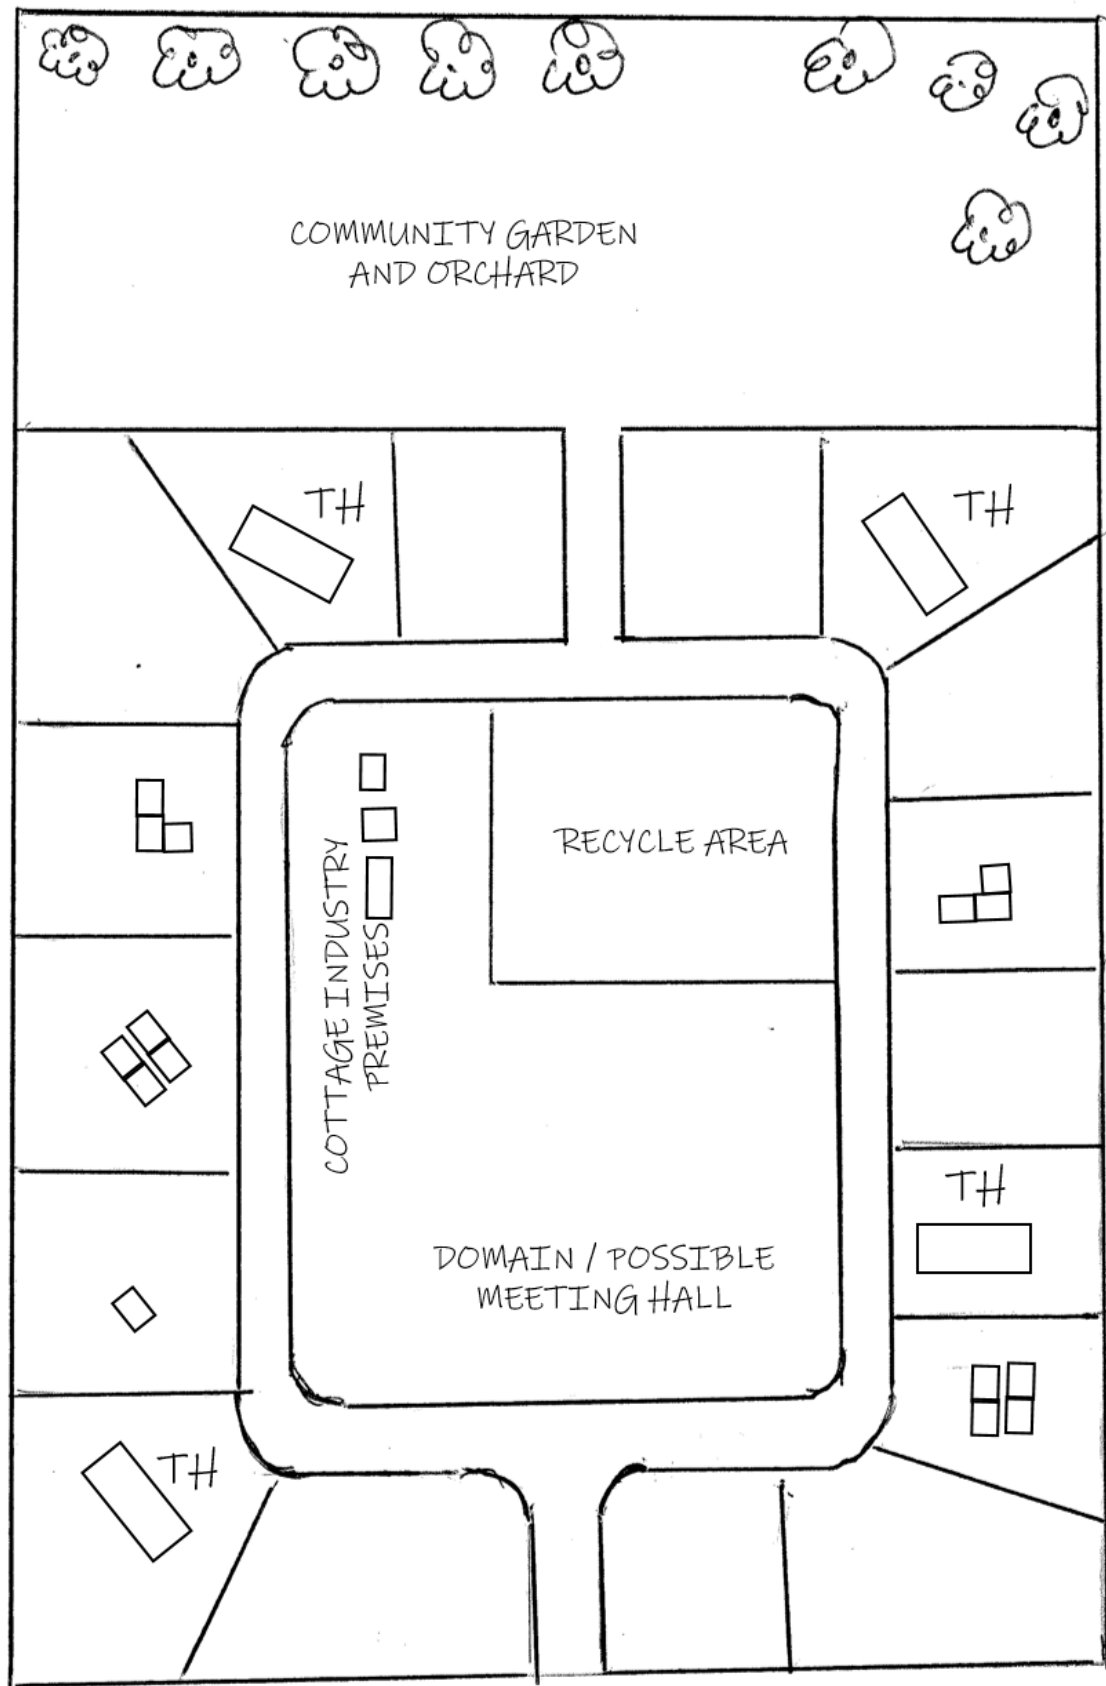 COMMUNITY GARDEN
AND ORCHARD
TH
TH
RECYCLE AREA
COTTAGE INDUSTRY
PREMISES
TH
DOMAIN / POSSIBLE
MEETING HALL
TH